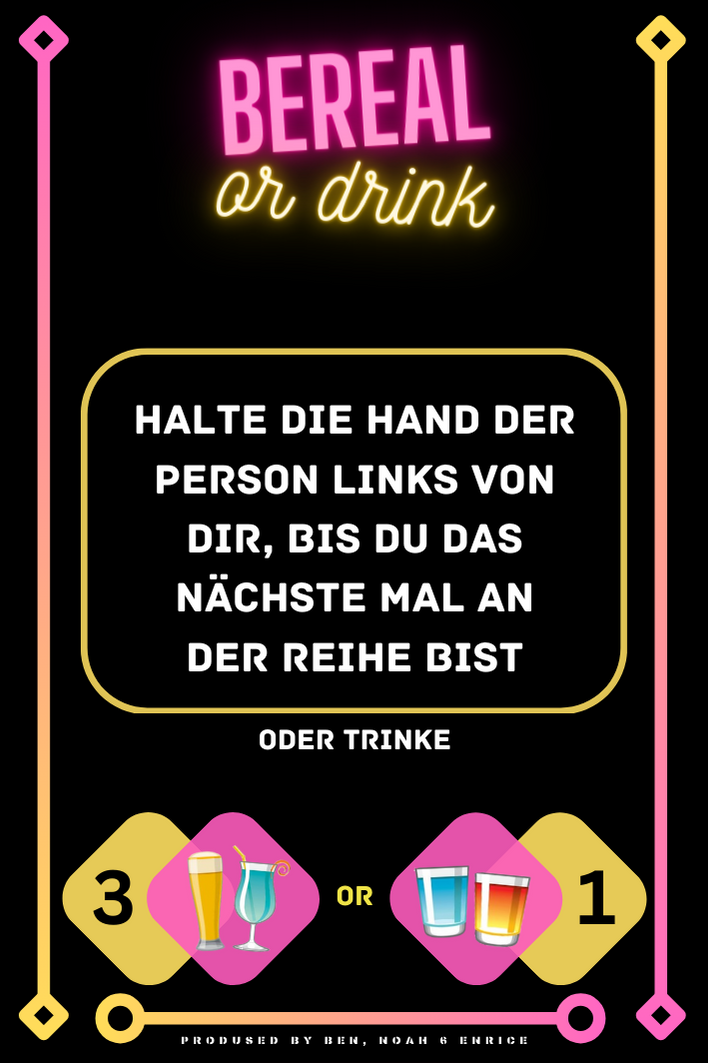 BEREAL
or drink
HALTE DIE HAND DER
PERSON LINKS VON
DIR, BIS DU DAS
NÄCHSTE MAL AN
DER REIHE BIST
ODER TRINKE
3 OR 1
PRODUSED BY BEN, NOAH 6 ENRICE